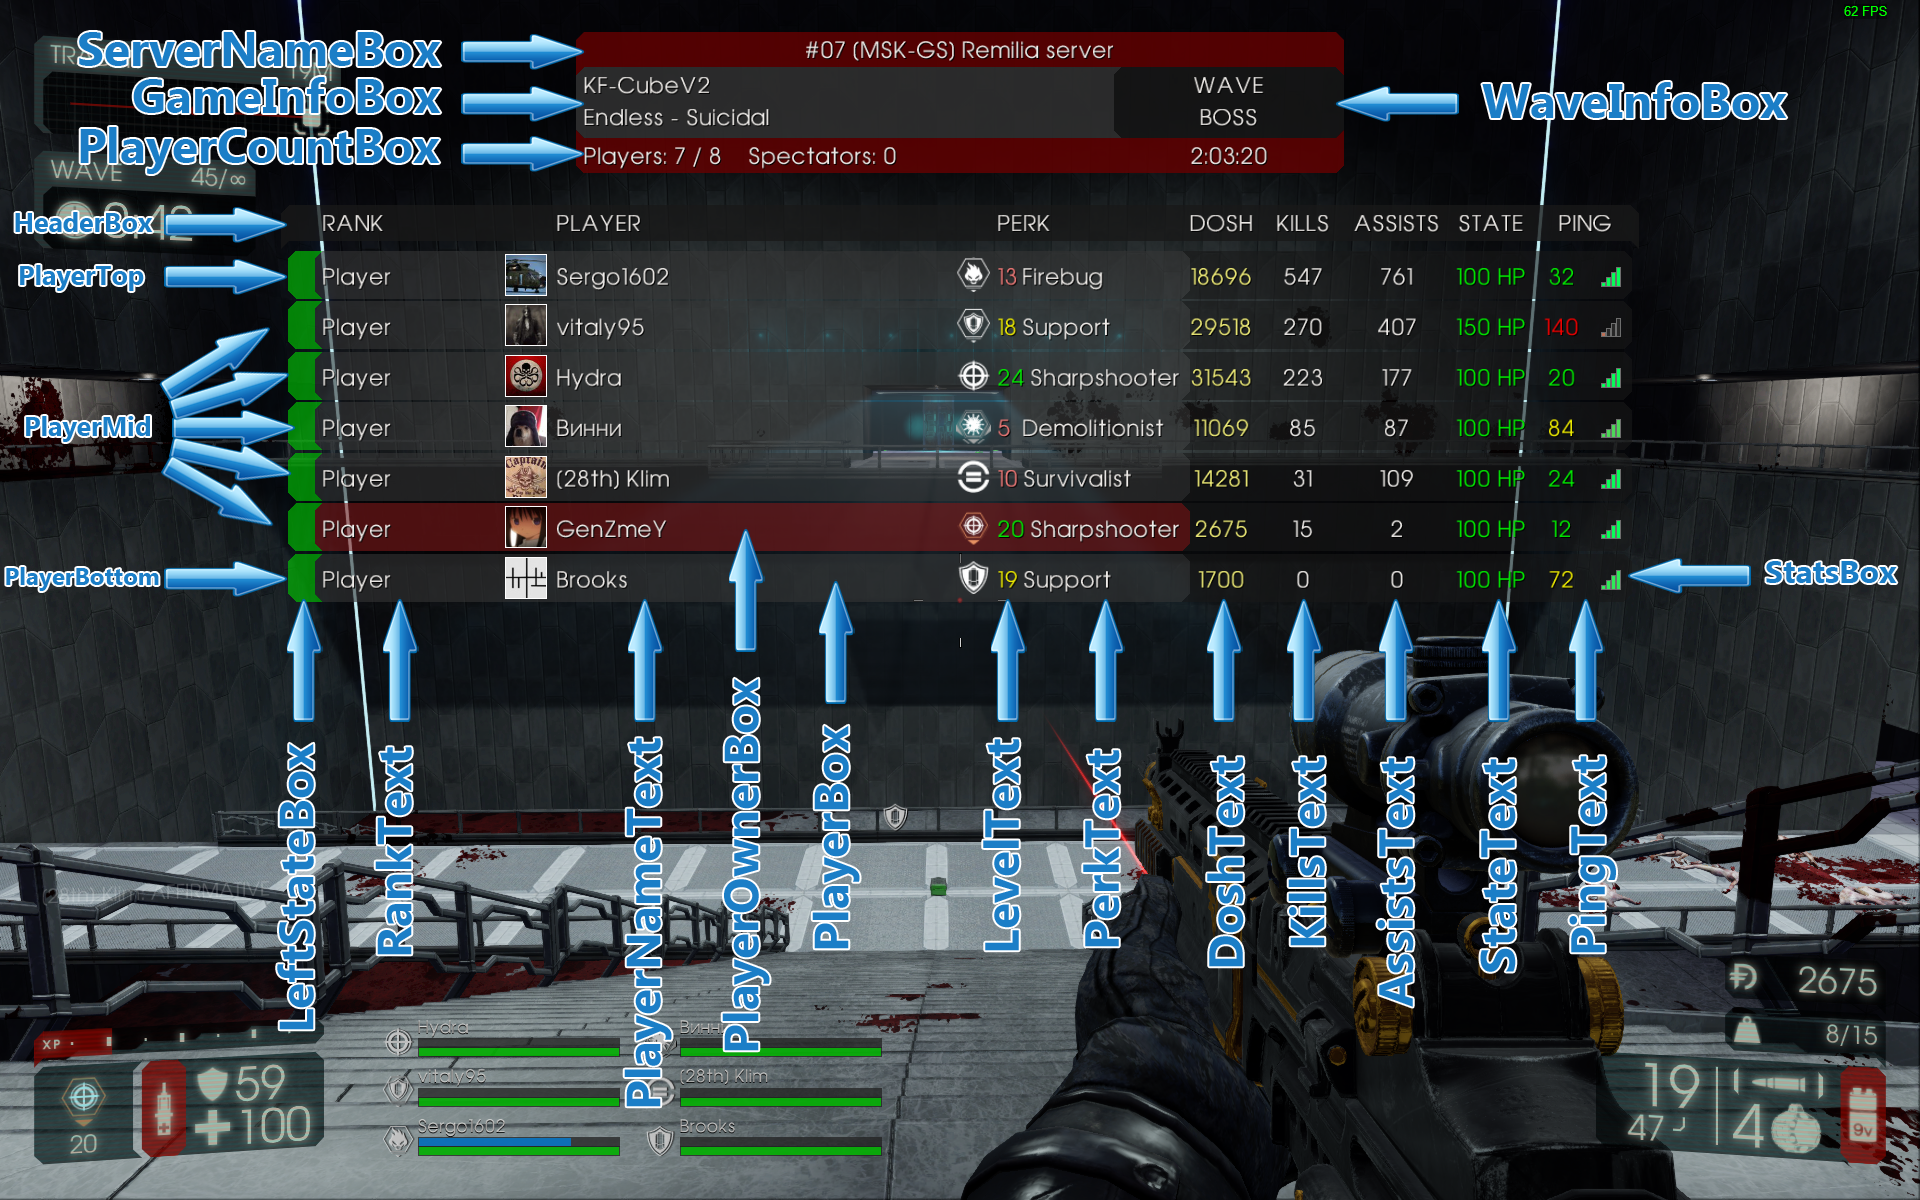 62 FPS
ServerNameBox
#07 (MSK-GS) Remilia server
19M
GameInfoBox
KF-CubeV2
Endless - Suicidal
WAVE
BOSS
WaveInfoBox
PlayerCountBox
Players: 7 / 8 Spectators: 0 2:03:20
WAVE 45/∞
HeaderBox
RANK PLAYER PERK DOSH KILLS ASSISTS STATE PING
PlayerTop
Player Sergo1602 13 Firebug 18696 547 761 100 HP 32
Player vitaly95 18 Support 29518 270 407 150 HP 140
Player Hydra 24 Sharpshooter 31543 223 177 100 HP 20
PlayerMid
Player Винни 5 Demolitionist 11069 85 87 100 HP 84
Player (28th) Klim 10 Survivalist 14281 31 109 100 HP 24
Player GenZmeY 20 Sharpshooter 2675 15 2 100 HP 12
PlayerBottom
Player Brooks 19 Support 1700 0 0 100 HP 72
StatsBox
LeftStateBox
RankText
PlayerNameText
PlayerOwnerBox
PlayerBox
LevelText
PerkText
DoshText
KillsText
AssistsText
StateText
PingText
(28th) Klim: AFFIRMATIVE
2675
8/15
XP
Hydra
vitaly95
(28th) Klim
Sergo1602
Brooks
20
59
100
19
47
4
9v